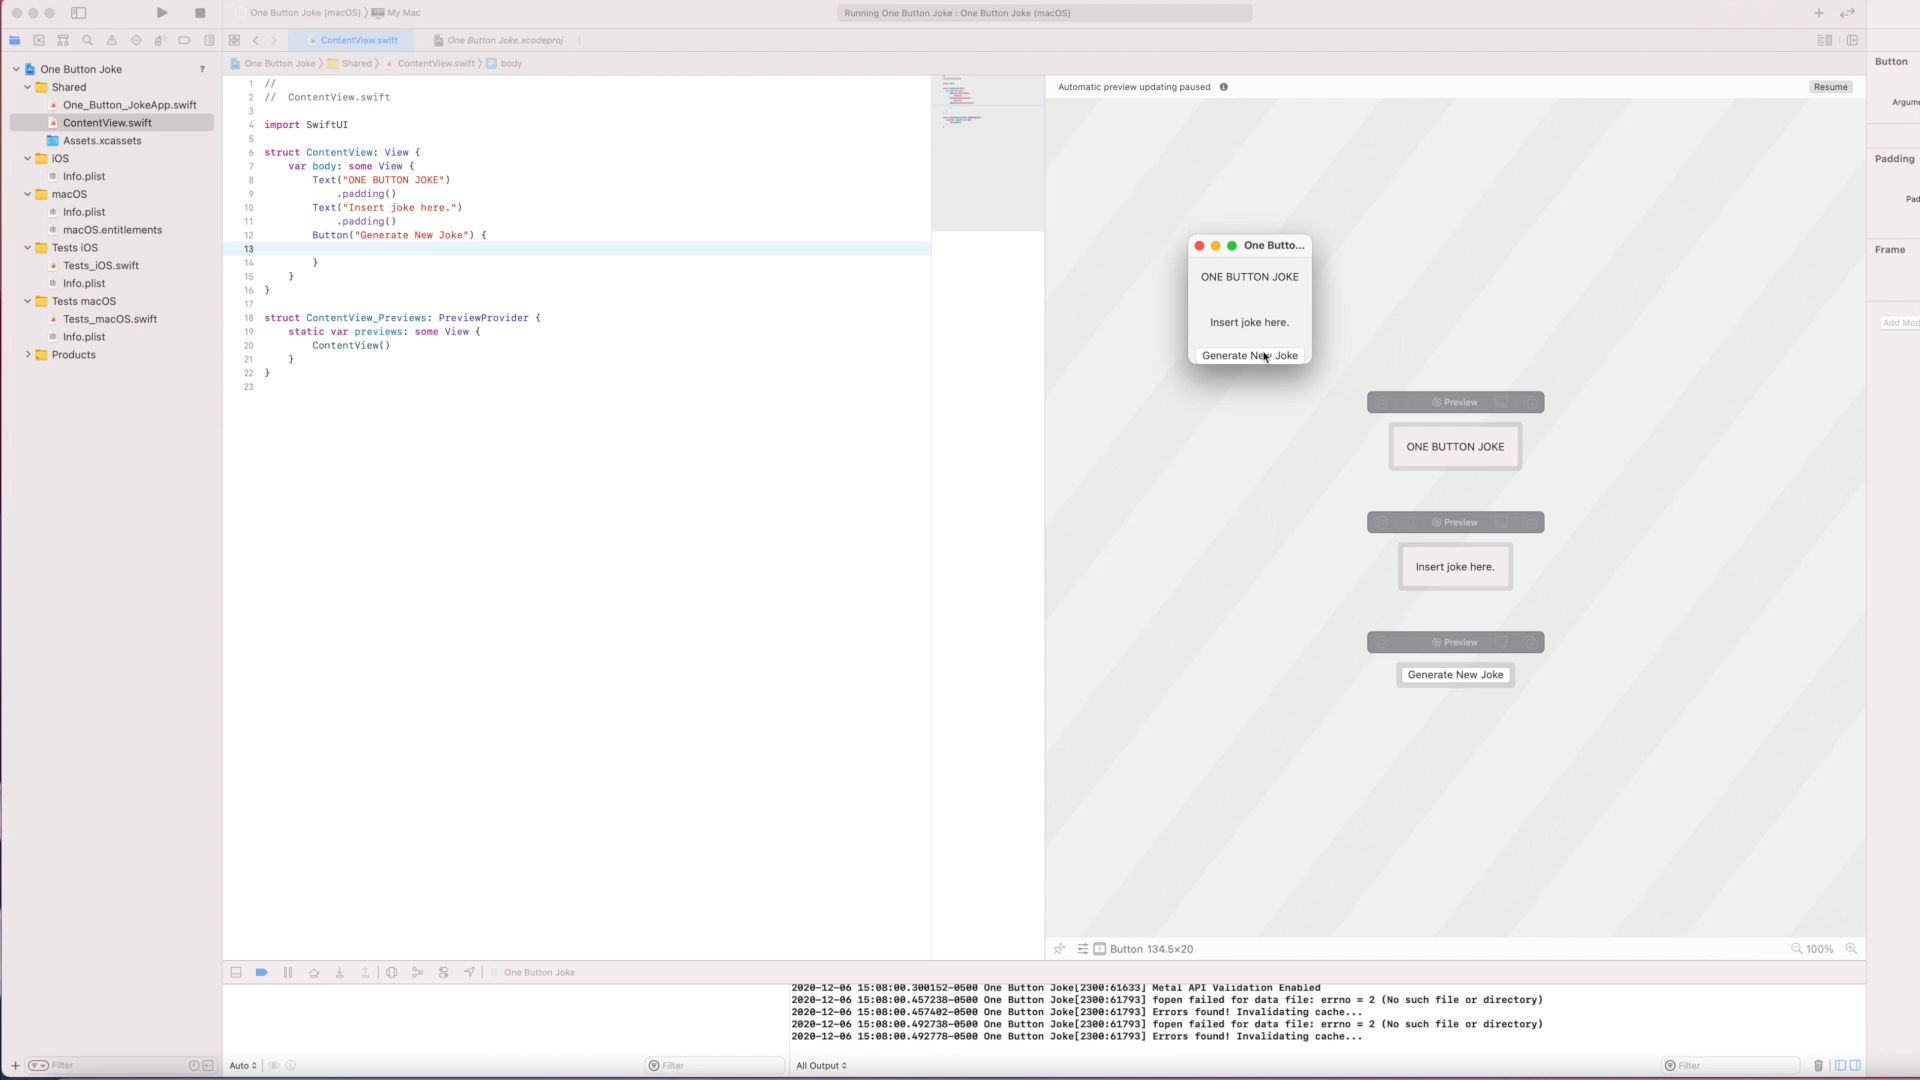 One Button Joke (macOS) 〉 My Mac
Running One Button Joke : One Button Joke (macOS)
ContentView.swift
One Button Joke.xcodeproj
One Button Joke 〉 Shared 〉 ContentView.swift 〉 body
One Button Joke ?
Shared
One_Button_JokeApp.swift
ContentView.swift
Assets.xcassets
iOS
Info.plist
macOS
Info.plist
macOS.entitlements
Tests iOS
Tests_iOS.swift
Info.plist
Tests macOS
Tests_macOS.swift
Info.plist
Products
Filter
1 //
2 //  ContentView.swift
3
4 import SwiftUI
5
6 struct ContentView: View {
7     var body: some View {
8         Text("ONE BUTTON JOKE")
9             .padding()
10         Text("Insert joke here.")
11             .padding()
12         Button("Generate New Joke") {
13
14         }
15     }
16 }
17
18 struct ContentView_Previews: PreviewProvider {
19     static var previews: some View {
20         ContentView()
21     }
22 }
23
Automatic preview updating paused
Resume
One Butto...
ONE BUTTON JOKE
Insert joke here.
Generate New Joke
Preview
ONE BUTTON JOKE
Preview
Insert joke here.
Preview
Generate New Joke
Button 134.5×20
100%
Button
Argume
Padding
Pad
Frame
Add Mod
One Button Joke
2020-12-06 15:08:00.300152-0500 One Button Joke[2300:61633] Metal API Validation Enabled
2020-12-06 15:08:00.457238-0500 One Button Joke[2300:61793] fopen failed for data file: errno = 2 (No such file or directory)
2020-12-06 15:08:00.457402-0500 One Button Joke[2300:61793] Errors found! Invalidating cache...
2020-12-06 15:08:00.492738-0500 One Button Joke[2300:61793] fopen failed for data file: errno = 2 (No such file or directory)
2020-12-06 15:08:00.492778-0500 One Button Joke[2300:61793] Errors found! Invalidating cache...
Auto
Filter
All Output
Filter